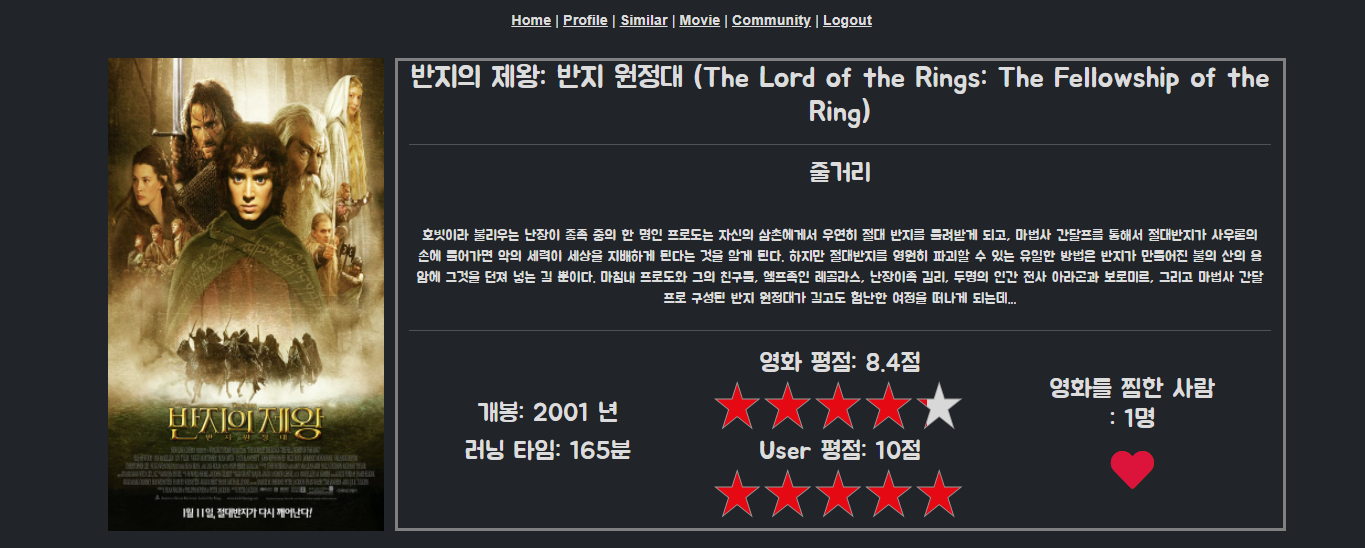 Home | Profile | Similar | Movie | Community | Logout
반지의 제왕: 반지 원정대 (The Lord of the Rings: The Fellowship of the
Ring)
줄거리
호빗이라 불리우는 난장이 종족 중의 한 명인 프로도는 자신의 삼촌에게서 우연히 절대 반지를 물려받게 되고, 마법사 간달프를 통해서 절대반지가 사우론의
손에 들어가면 악의 세력이 세상을 지배하게 된다는 것을 알게 된다. 하지만 절대반지를 영원히 파괴할 수 있는 유일한 방법은 반지가 만들어진 불의 산의 용
암에 그것을 던져 넣는 길 뿐이다. 마침내 프로도와 그의 친구들, 엘프족인 레골라스, 난장이족 김리, 두명의 인간 전사 아라곤과 보로미르, 그리고 마법사 간달
프로 구성된 반지 원정대가 길고도 험난한 여정을 떠나게 되는데...
개봉: 2001 년
러닝 타임: 165분
영화 평점: 8.4점
User 평점: 10점
영화들 찜한 사람
: 1명
반지의 제왕
반지원정대
1월 11일, 절대반지가 다시 깨어난다!